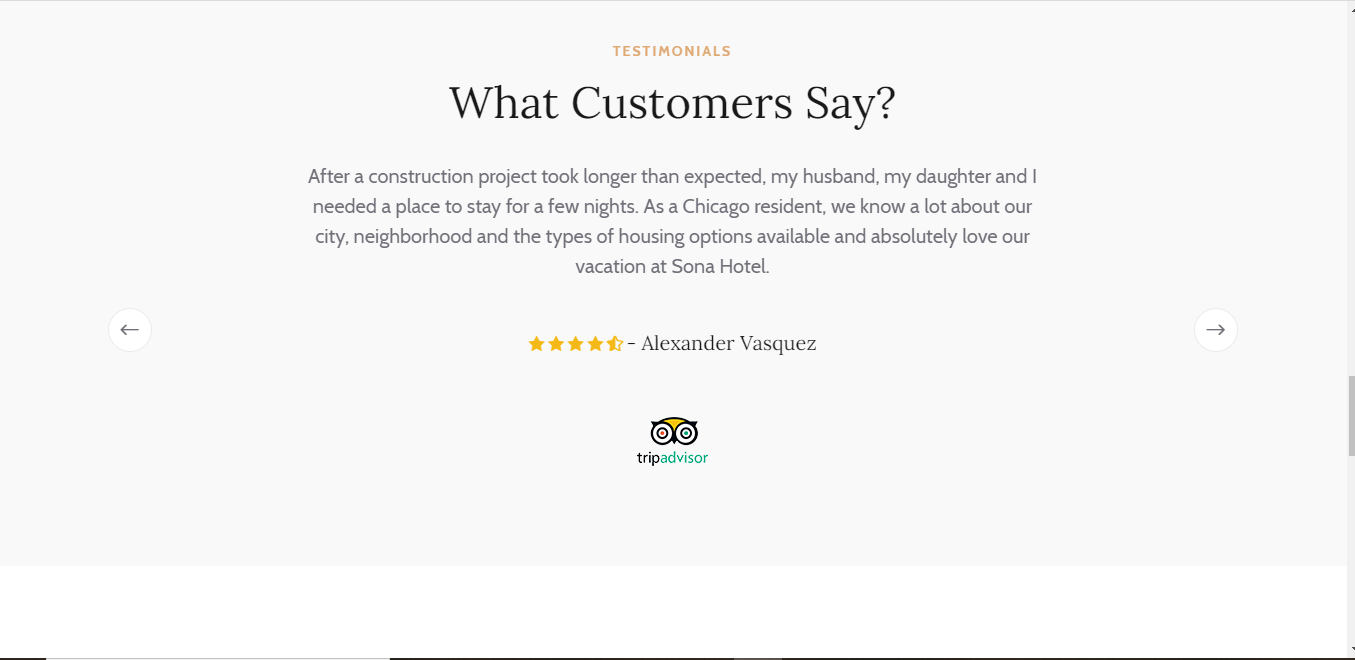 TESTIMONIALS
What Customers Say?
After a construction project took longer than expected, my husband, my daughter and I
needed a place to stay for a few nights. As a Chicago resident, we know a lot about our
city, neighborhood and the types of housing options available and absolutely love our
vacation at Sona Hotel.
- Alexander Vasquez
tripadvisor